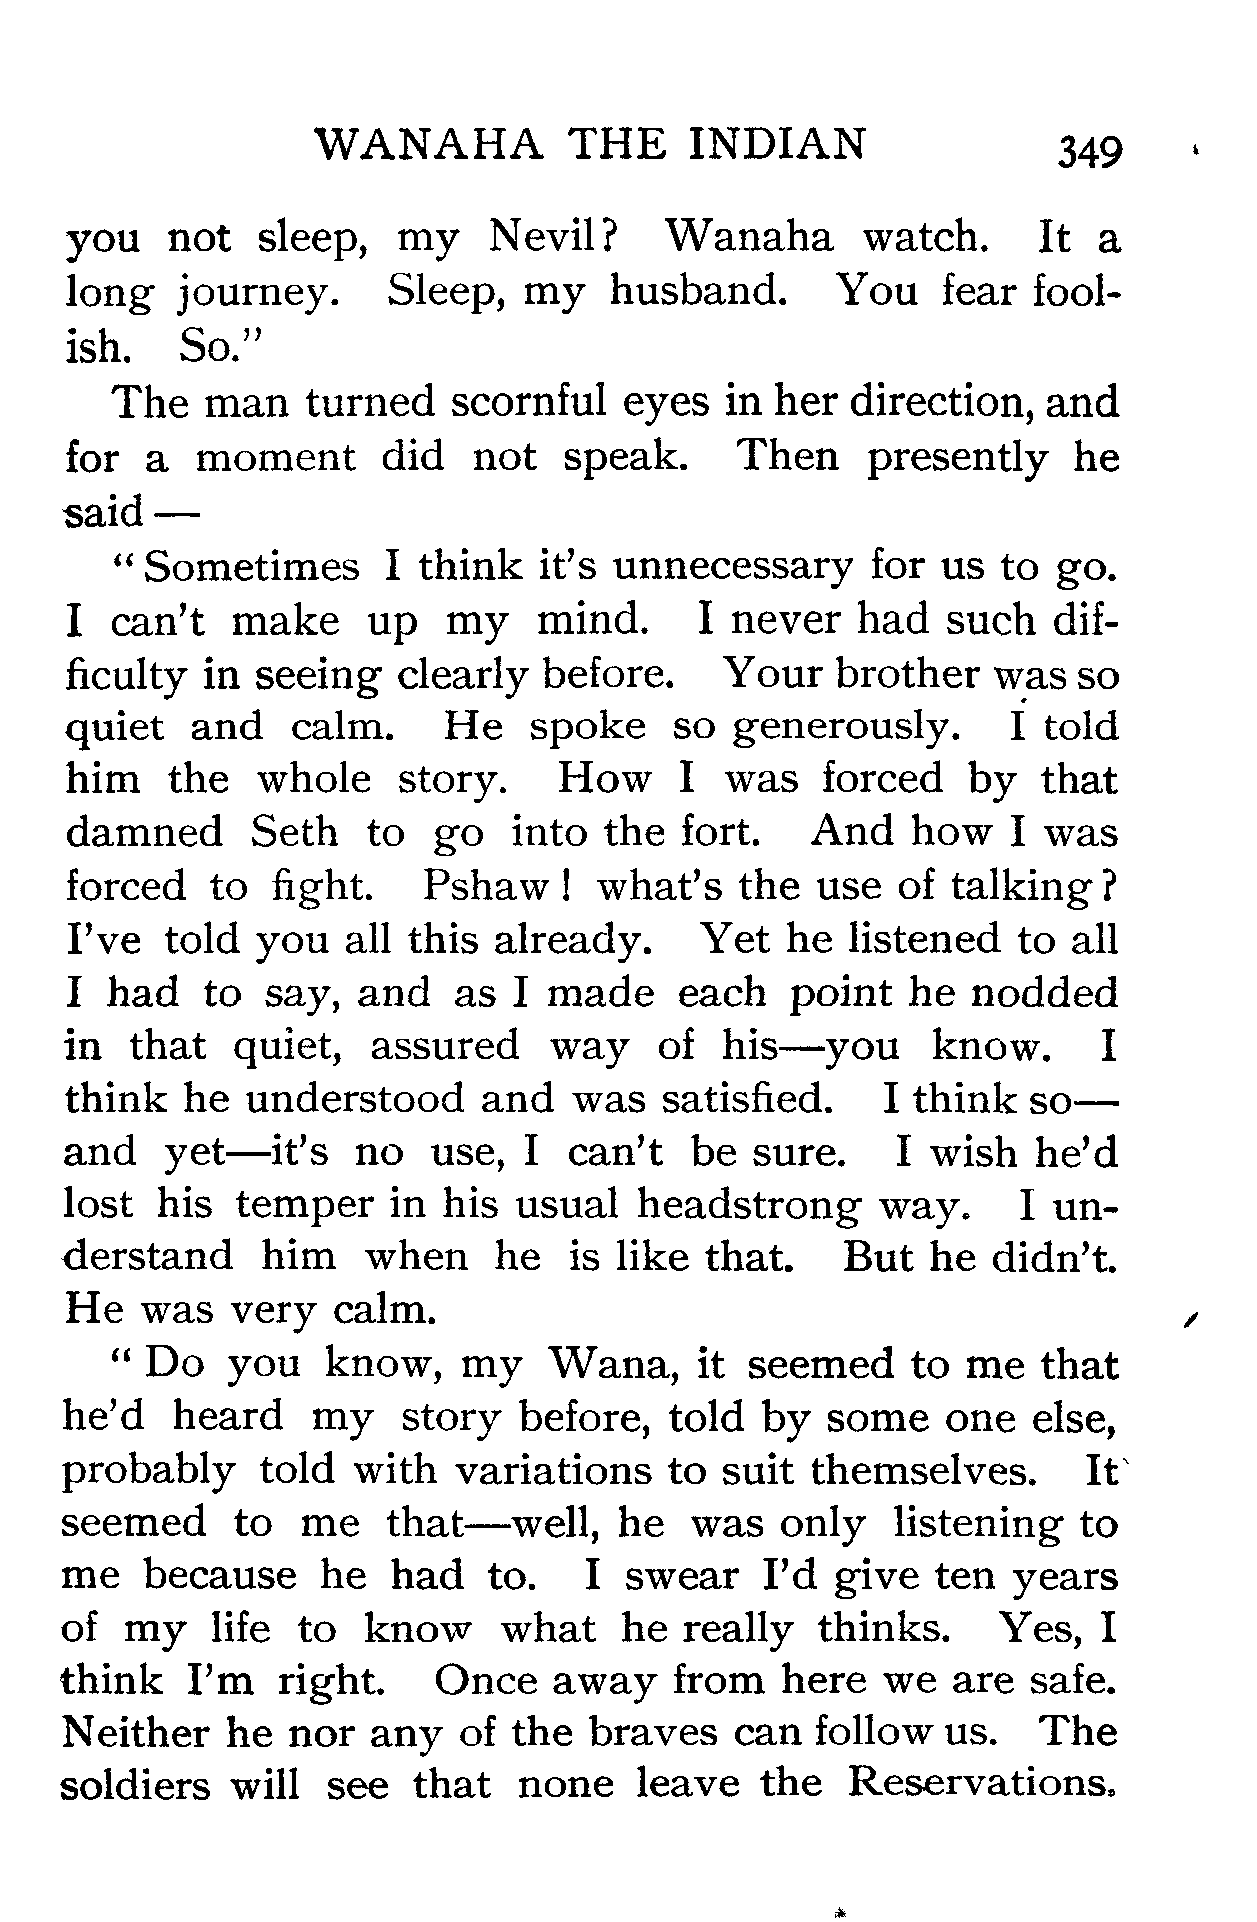 WANAHA THE INDIAN 349
you not sleep, my Nevil? Wanaha watch. It a
long journey. Sleep, my husband. You fear fool-
ish. So."
The man turned scornful eyes in her direction, and
for a moment did not speak. Then presently he
said —
"Sometimes I think it's unnecessary for us to go.
I can't make up my mind. I never had such dif-
ficulty in seeing clearly before. Your brother was so
quiet and calm. He spoke so generously. I told
him the whole story. How I was forced by that
damned Seth to go into the fort. And how I was
forced to fight. Pshaw! what's the use of talking?
I've told you all this already. Yet he listened to all
I had to say, and as I made each point he nodded
in that quiet, assured way of his—you know. I
think he understood and was satisfied. I think so—
and yet—it's no use, I can't be sure. I wish he'd
lost his temper in his usual headstrong way. I un-
derstand him when he is like that. But he didn't.
He was very calm.
"Do you know, my Wana, it seemed to me that
he'd heard my story before, told by some one else,
probably told with variations to suit themselves. It
seemed to me that—well, he was only listening to
me because he had to. I swear I'd give ten years
of my life to know what he really thinks. Yes, I
think I'm right. Once away from here we are safe.
Neither he nor any of the braves can follow us. The
soldiers will see that none leave the Reservations.